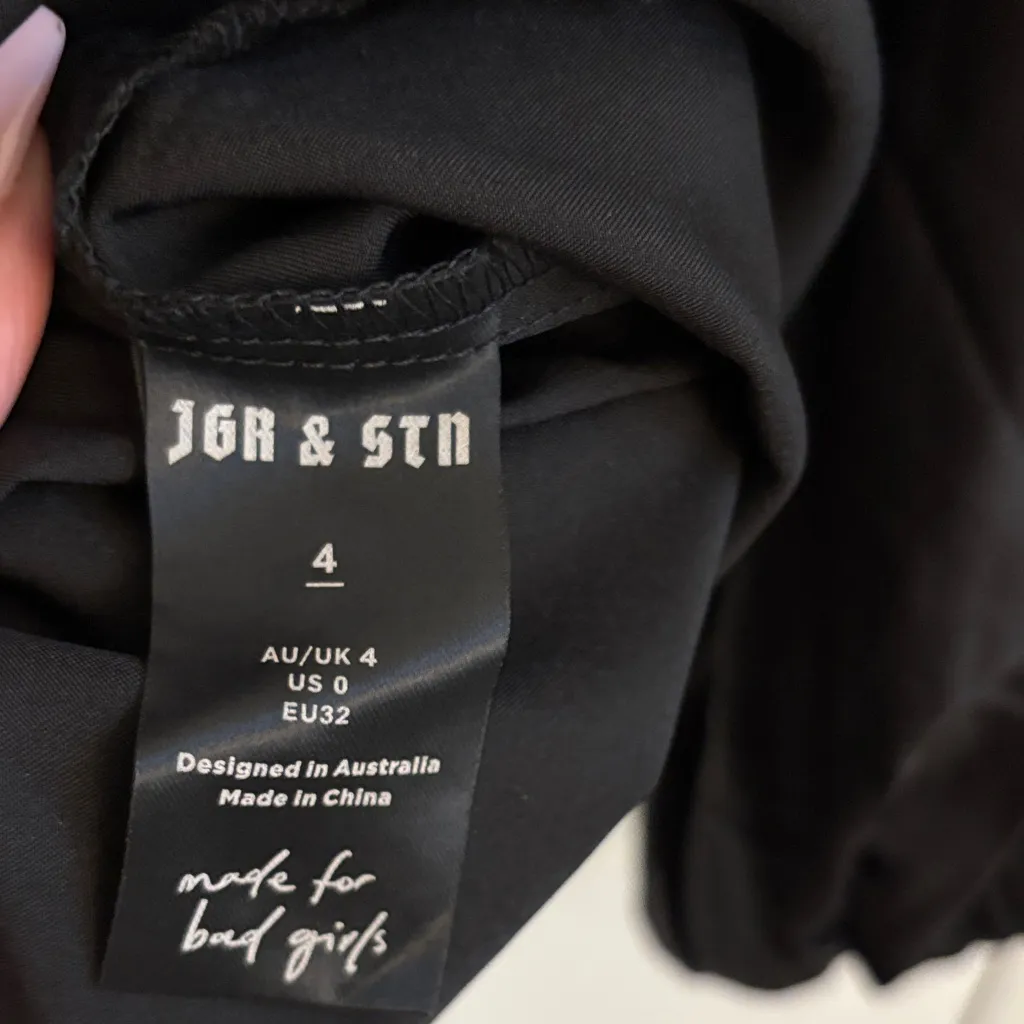 JGR & STN
4
AU/UK 4
US 0
EU32
Designed in Australia
Made in China
made for
bad girls